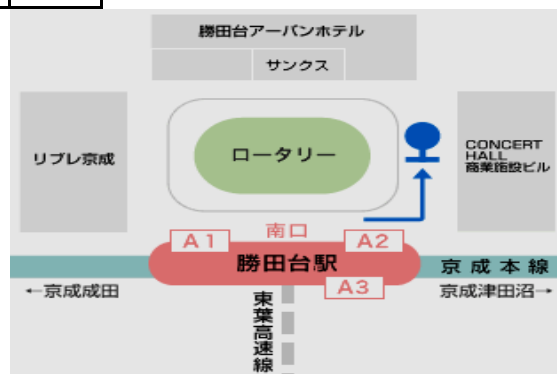 勝田台アーバンホテル
サンクス
リブレ京成
ロータリー
CONCERT
HALL
商業施設ビル
南口
A1
A2
勝田台駅
京成本線
A3
←京成成田
京成津田沼→
東葉高速線